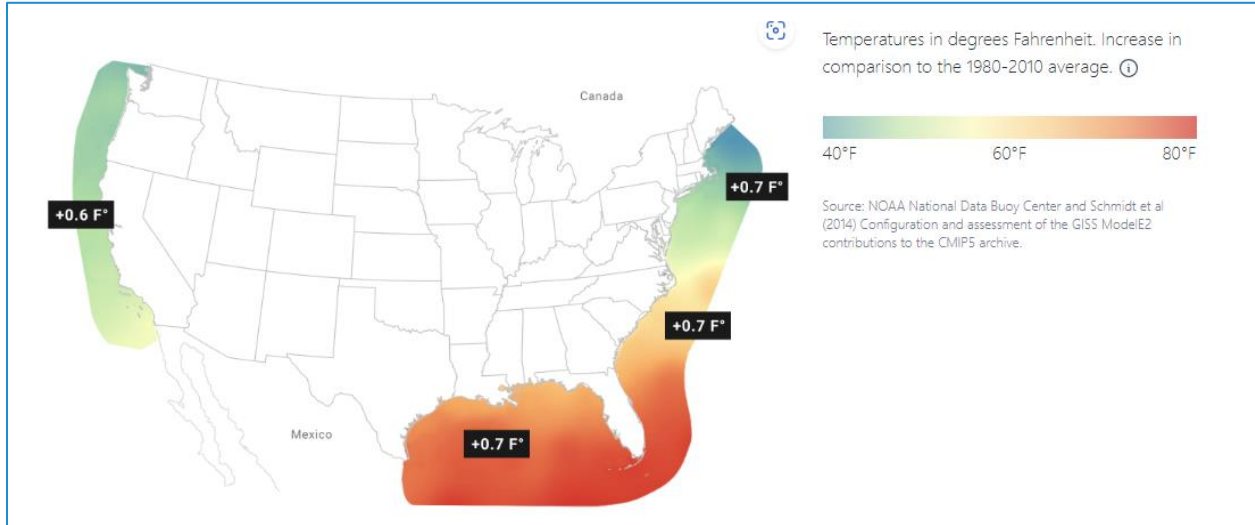 Temperatures in degrees Fahrenheit. Increase in
comparison to the 1980-2010 average.
Canada
40°F 60°F 80°F
+0.7 F°
+0.6 F°
Source: NOAA National Data Buoy Center and Schmidt et al
(2014) Configuration and assessment of the GISS ModelE2
contributions to the CMIP5 archive.
+0.7 F°
Mexico
+0.7 F°